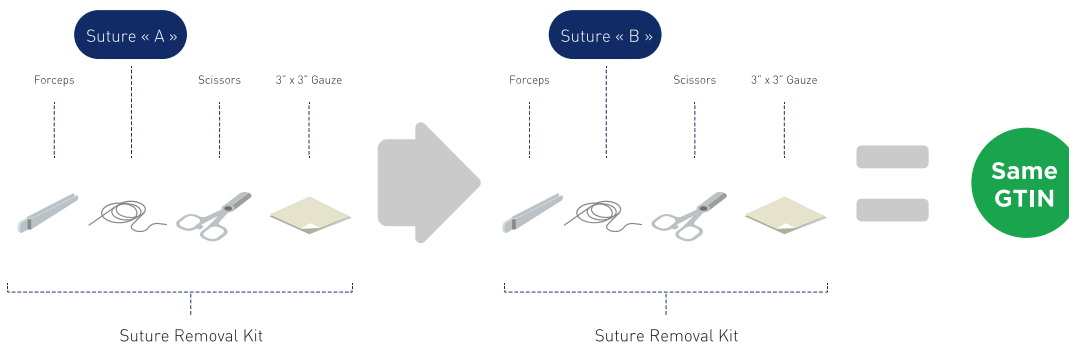 Suture « A »
Forceps
Scissors
3" x 3" Gauze
Suture Removal Kit
Suture « B »
Forceps
Scissors
3" x 3" Gauze
Suture Removal Kit
Same
GTIN